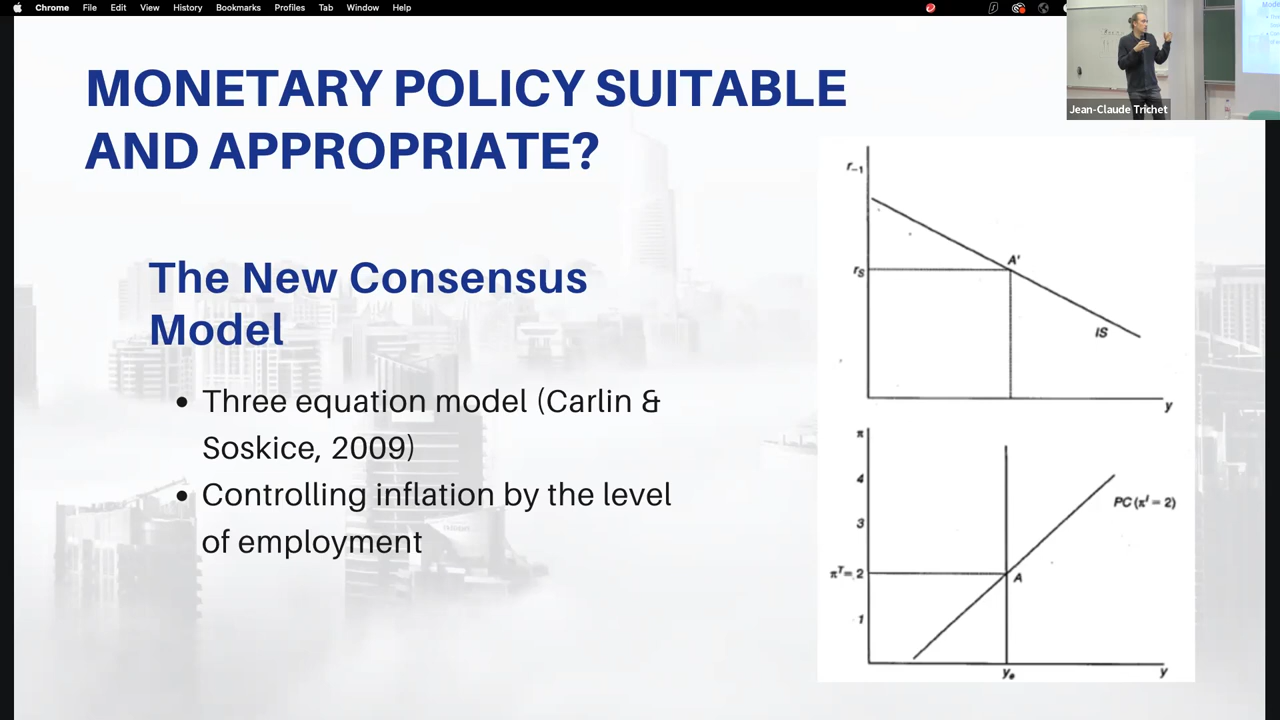 Chrome File Edit View History Bookmarks Profiles Tab Window Help
MONETARY POLICY SUITABLE
AND APPROPRIATE?
Jean-Claude Trichet
The New Consensus
Model
• Three equation model (Carlin &
Soskice, 2009)
• Controlling inflation by the level
of employment
r₋₁
A'
rS
IS
y
π
4
PC (πᴵ = 2)
3
πᵀ= 2
A
1
yₑ
y